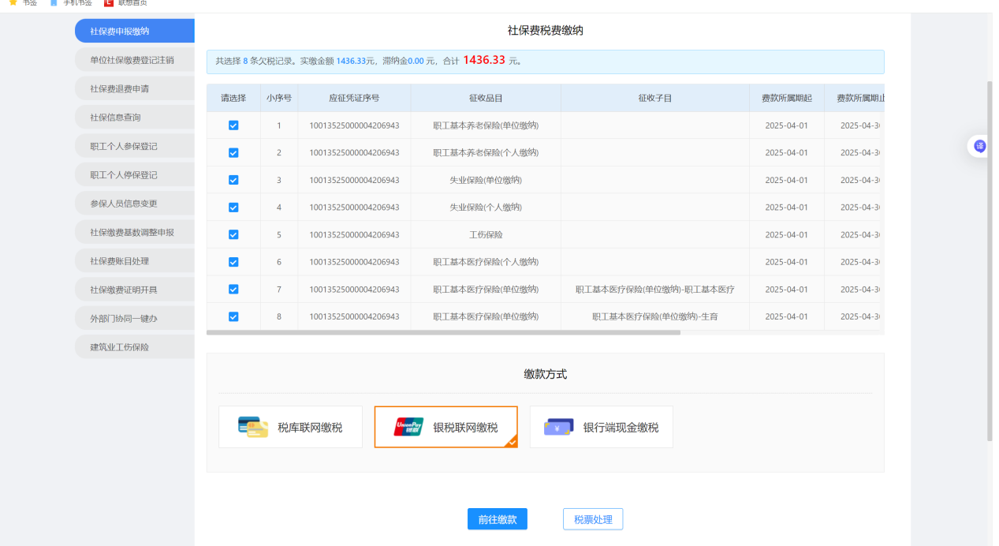 书签 手机书签 联想首页
社保费申报缴纳
单位社保缴费登记注销
社保费退费申请
社保信息查询
职工个人参保登记
职工个人停保登记
参保人员信息变更
社保缴费基数调整申报
社保费账目处理
社保缴费证明开具
外部门协同一键办
建筑业工伤保险
社保费税费缴纳
共选择 8 条欠税记录。实缴金额 1436.33元，滞纳金0.00 元，合计 1436.33 元。
请选择 小序号 应征凭证序号 征收品目 征收子目 费款所属期起 费款所属期止
1 10013525000004206943 职工基本养老保险(单位缴纳) 2025-04-01 2025-04-3
2 10013525000004206943 职工基本养老保险(个人缴纳) 2025-04-01 2025-04-3
3 10013525000004206943 失业保险(单位缴纳) 2025-04-01 2025-04-3
4 10013525000004206943 失业保险(个人缴纳) 2025-04-01 2025-04-3
5 10013525000004206943 工伤保险 2025-04-01 2025-04-3
6 10013525000004206943 职工基本医疗保险(个人缴纳) 2025-04-01 2025-04-3
7 10013525000004206943 职工基本医疗保险(单位缴纳) 职工基本医疗保险(单位缴纳)-职工基本医疗 2025-04-01 2025-04-3
8 10013525000004206943 职工基本医疗保险(单位缴纳) 职工基本医疗保险(单位缴纳)-生育 2025-04-01 2025-04-3
译
缴款方式
税库联网缴税 UnionPay 银联 银税联网缴税 ¥ 银行端现金缴税
前往缴款 税票处理